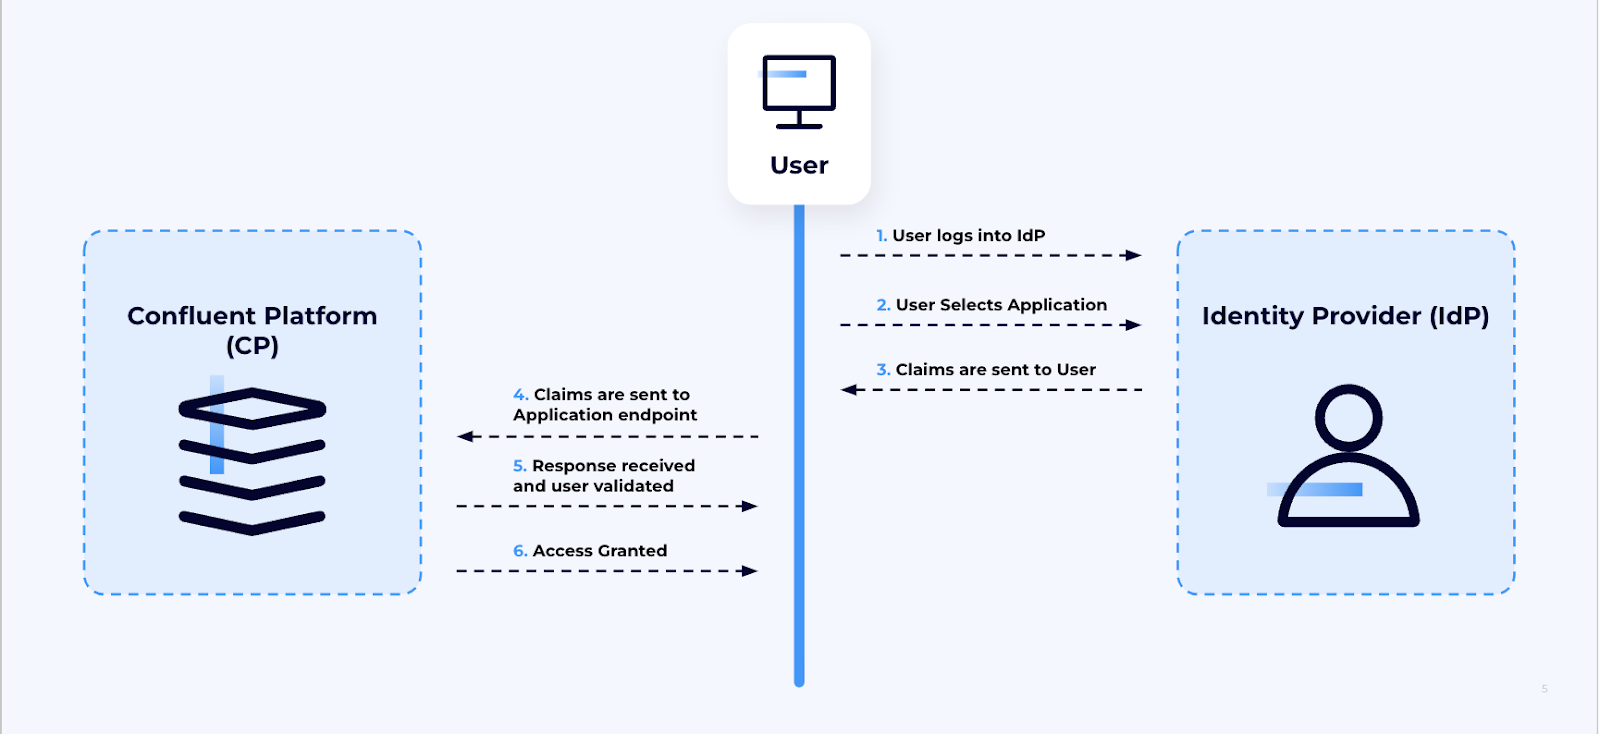 User
1. User logs into IdP
2. User Selects Application
3. Claims are sent to User
Confluent Platform
(CP)
Identity Provider (IdP)
4. Claims are sent to
Application endpoint
5. Response received
and user validated
6. Access Granted
5